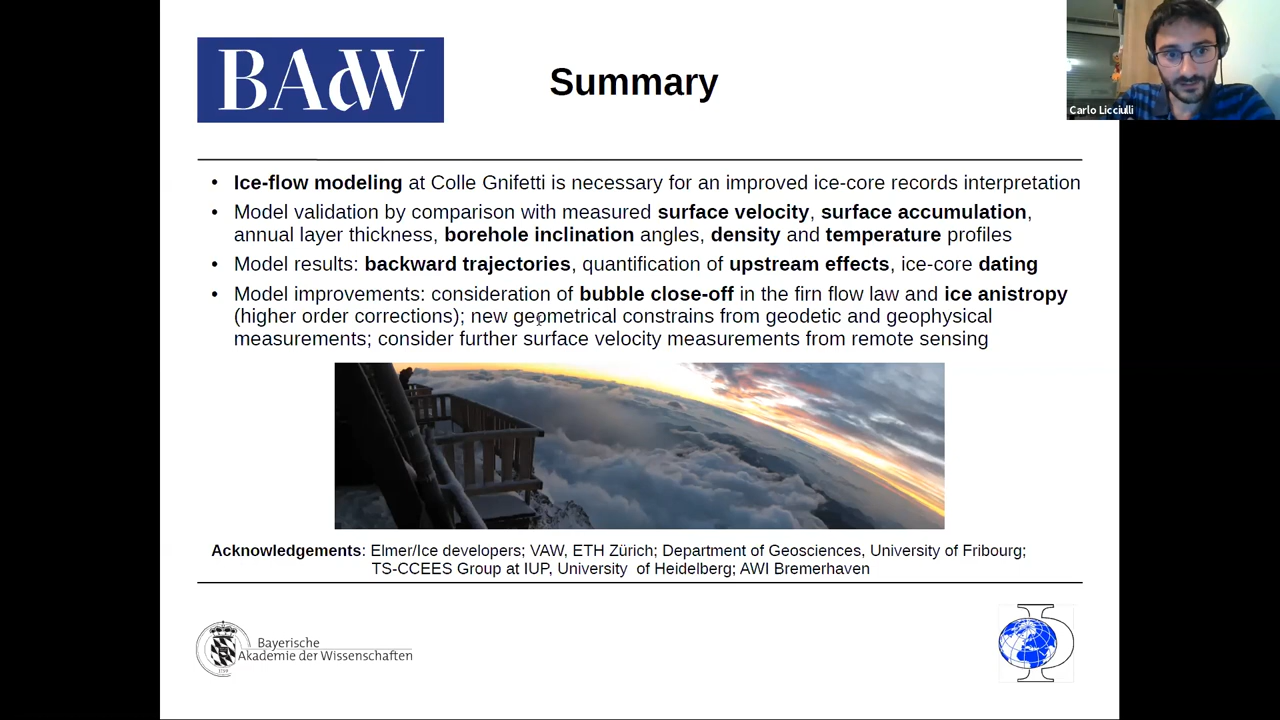 BAdW
Summary
Carlo Licciulli
• Ice-flow modeling at Colle Gnifetti is necessary for an improved ice-core records interpretation
• Model validation by comparison with measured surface velocity, surface accumulation,
annual layer thickness, borehole inclination angles, density and temperature profiles
• Model results: backward trajectories, quantification of upstream effects, ice-core dating
• Model improvements: consideration of bubble close-off in the firn flow law and ice anistropy
(higher order corrections); new geometrical constrains from geodetic and geophysical
measurements; consider further surface velocity measurements from remote sensing
Acknowledgements: Elmer/Ice developers; VAW, ETH Zürich; Department of Geosciences, University of Fribourg;
TS-CCEES Group at IUP, University of Heidelberg; AWI Bremerhaven
Bayerische
Akademie der Wissenschaften